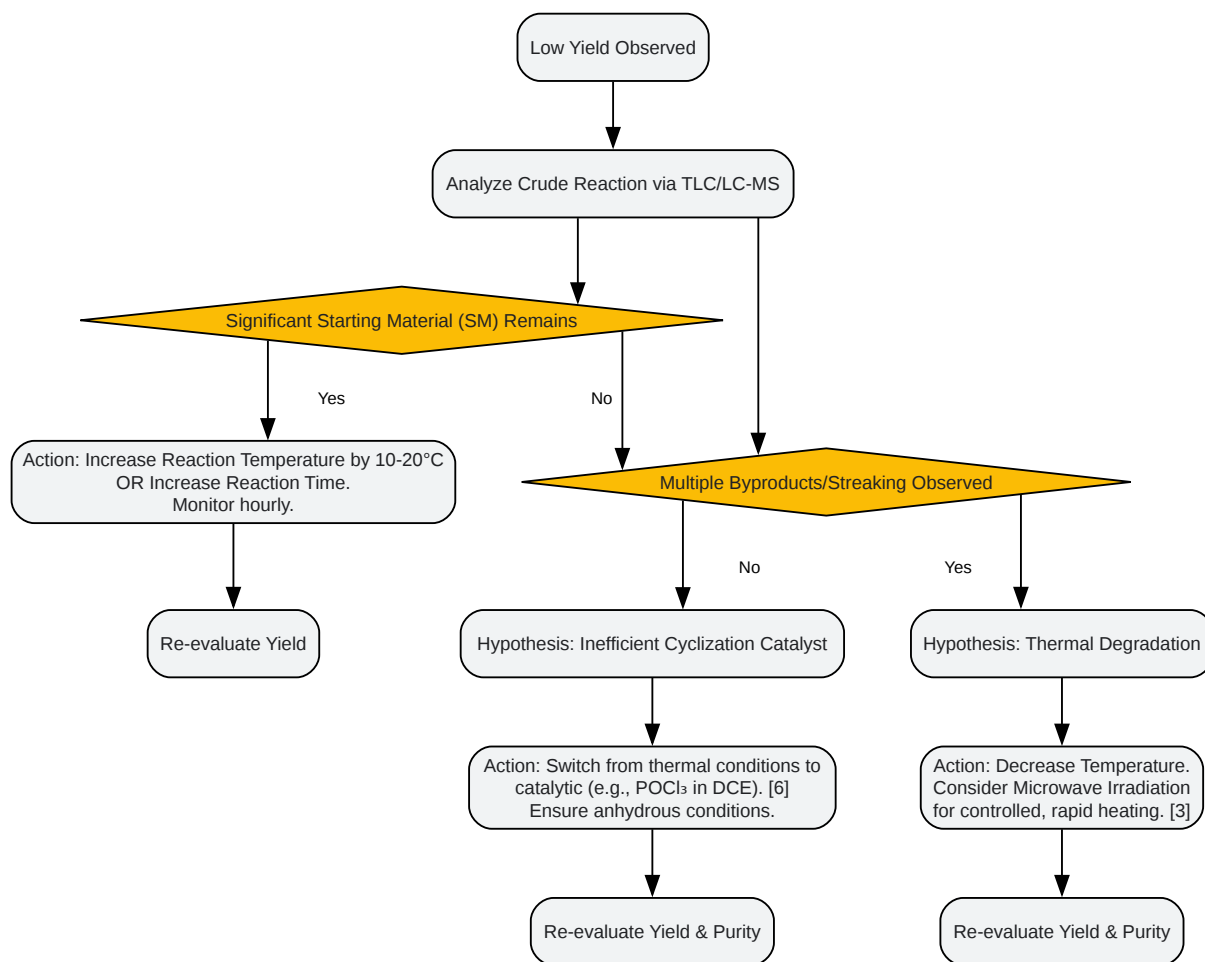 Low Yield Observed
Analyze Crude Reaction via TLC/LC-MS
Significant Starting Material (SM) Remains
Yes
No
Action: Increase Reaction Temperature by 10-20°C
OR Increase Reaction Time.
Monitor hourly.
Multiple Byproducts/Streaking Observed
No
Yes
Re-evaluate Yield
Hypothesis: Inefficient Cyclization Catalyst
Hypothesis: Thermal Degradation
Action: Switch from thermal conditions to
catalytic (e.g., POCl₃ in DCE). [6]
Ensure anhydrous conditions.
Action: Decrease Temperature.
Consider Microwave Irradiation
for controlled, rapid heating. [3]
Re-evaluate Yield & Purity
Re-evaluate Yield & Purity